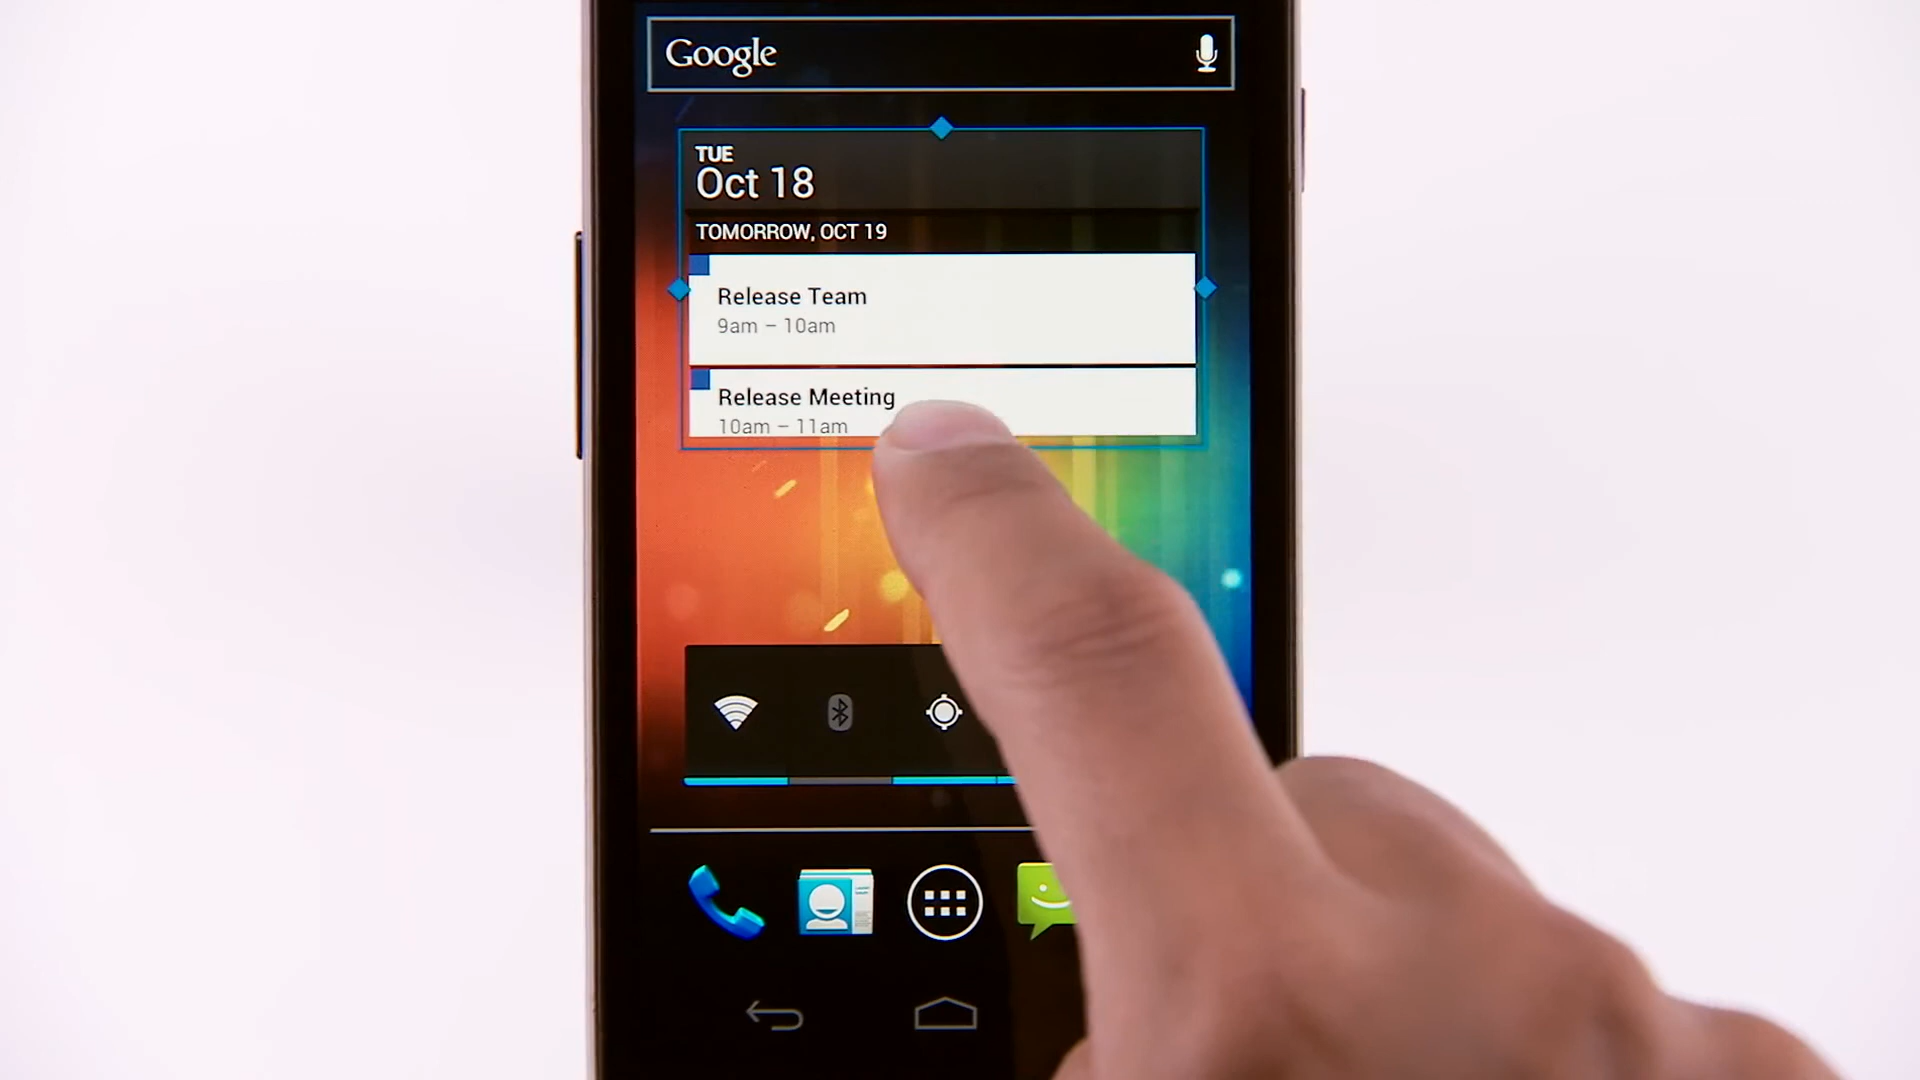 Google
TUE
Oct 18
TOMORROW, OCT 19
Release Team
9am – 10am
Release Meeting
10am – 11am